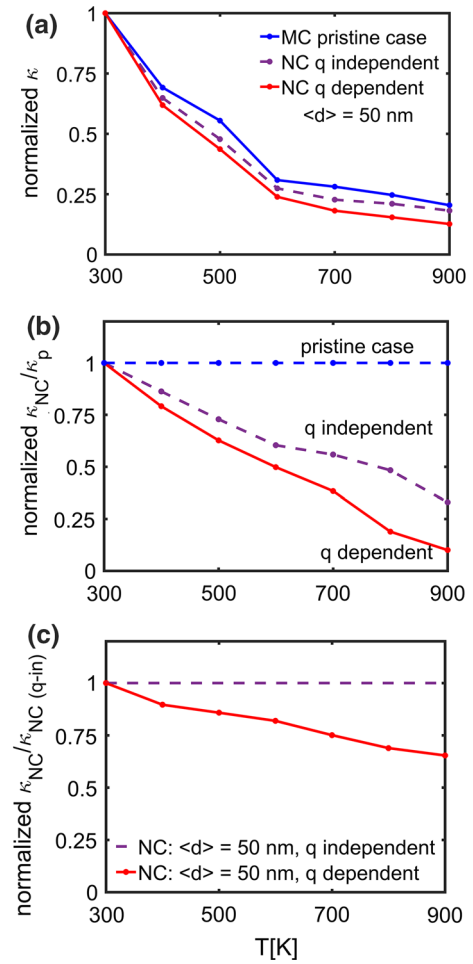 (a)
normalized κ
1
0.75
0.5
0.25
0
MC pristine case
NC q independent
NC q dependent
<d> = 50 nm
300
500
700
900
(b)
normalized κNC/κp
1
0.75
0.5
0.25
0
pristine case
q independent
q dependent
300
500
700
900
(c)
normalized κNC/κNC (q-in)
1
0.75
0.5
0.25
0
NC: <d> = 50 nm, q independent
NC: <d> = 50 nm, q dependent
300
500
700
900
T[K]